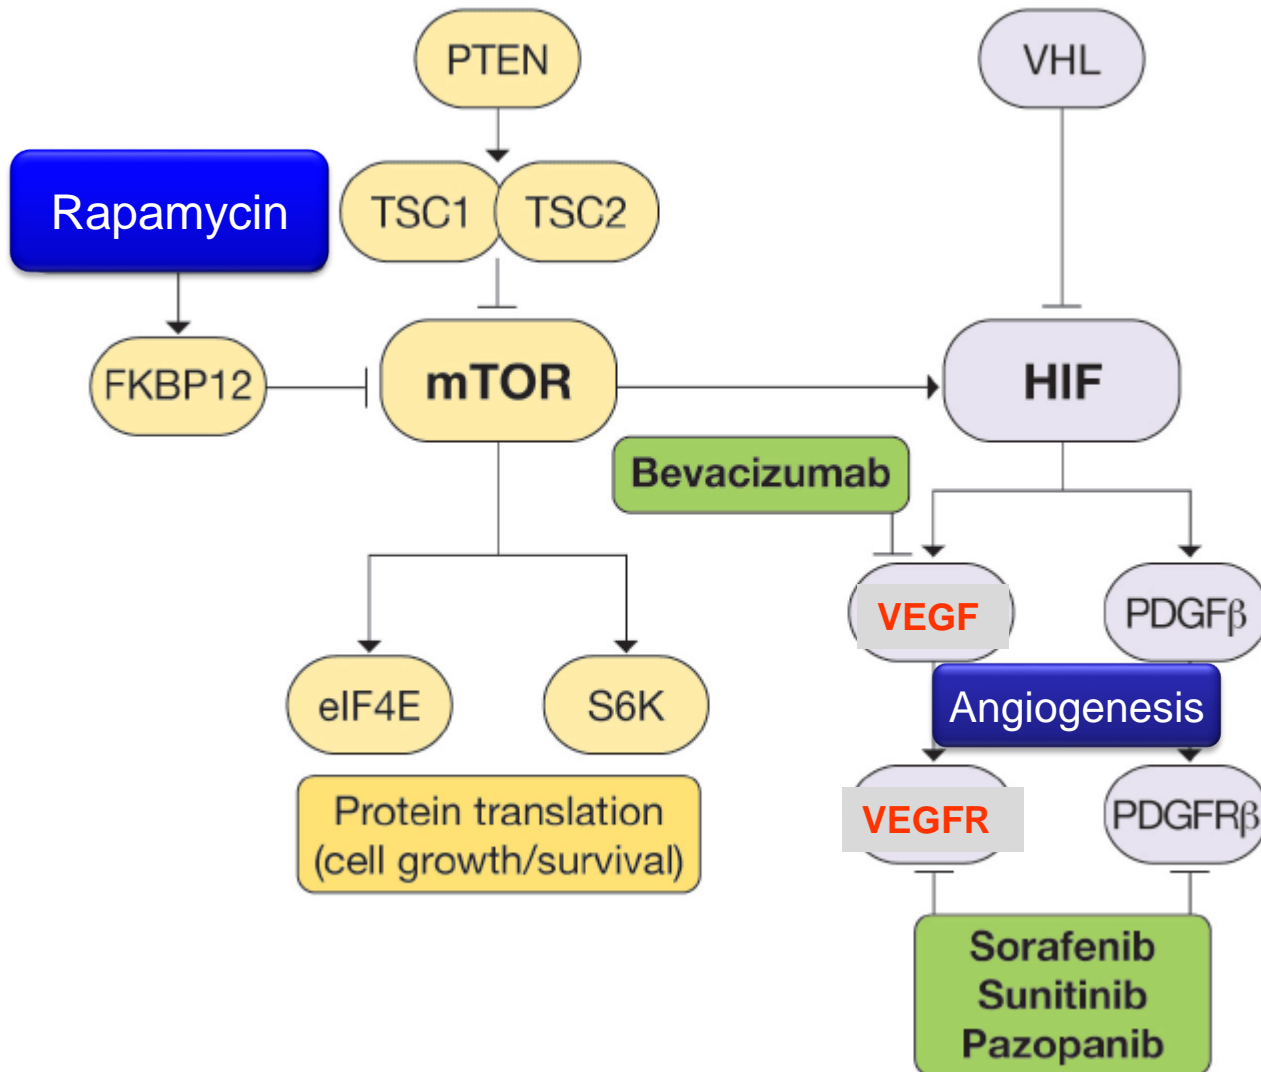 PTEN
VHL
Rapamycin
TSC1
TSC2
FKBP12
mTOR
HIF
Bevacizumab
VEGF
PDGFβ
eIF4E
S6K
Angiogenesis
Protein translation
(cell growth/survival)
VEGFR
PDGFRβ
Sorafenib
Sunitinib
Pazopanib